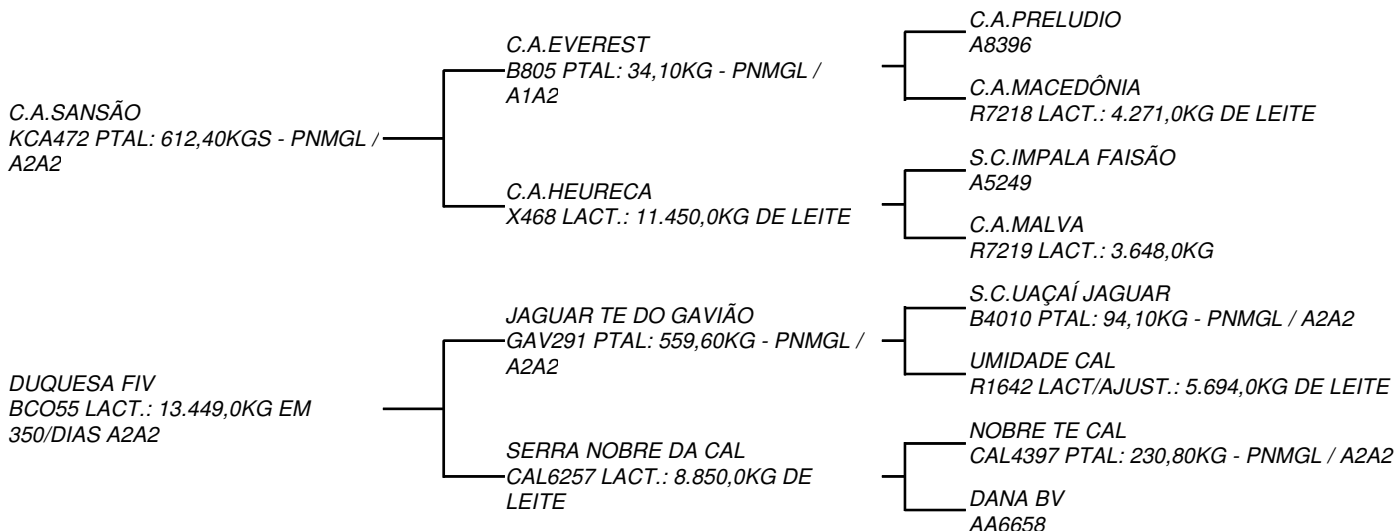 C.A.SANSÃO
KCA472 PTAL: 612,40KGS - PNMGL /
A2A2
C.A.EVEREST
B805 PTAL: 34,10KG - PNMGL /
A1A2
C.A.PRELUDIO
A8396
C.A.MACEDÔNIA
R7218 LACT.: 4.271,0KG DE LEITE
C.A.HEURECA
X468 LACT.: 11.450,0KG DE LEITE
S.C.IMPALA FAISÃO
A5249
C.A.MALVA
R7219 LACT.: 3.648,0KG
DUQUESA FIV
BCO55 LACT.: 13.449,0KG EM
350/DIAS A2A2
JAGUAR TE DO GAVIÃO
GAV291 PTAL: 559,60KG - PNMGL /
A2A2
S.C.UAÇAÍ JAGUAR
B4010 PTAL: 94,10KG - PNMGL / A2A2
UMIDADE CAL
R1642 LACT/AJUST.: 5.694,0KG DE LEITE
SERRA NOBRE DA CAL
CAL6257 LACT.: 8.850,0KG DE
LEITE
NOBRE TE CAL
CAL4397 PTAL: 230,80KG - PNMGL / A2A2
DANA BV
AA6658